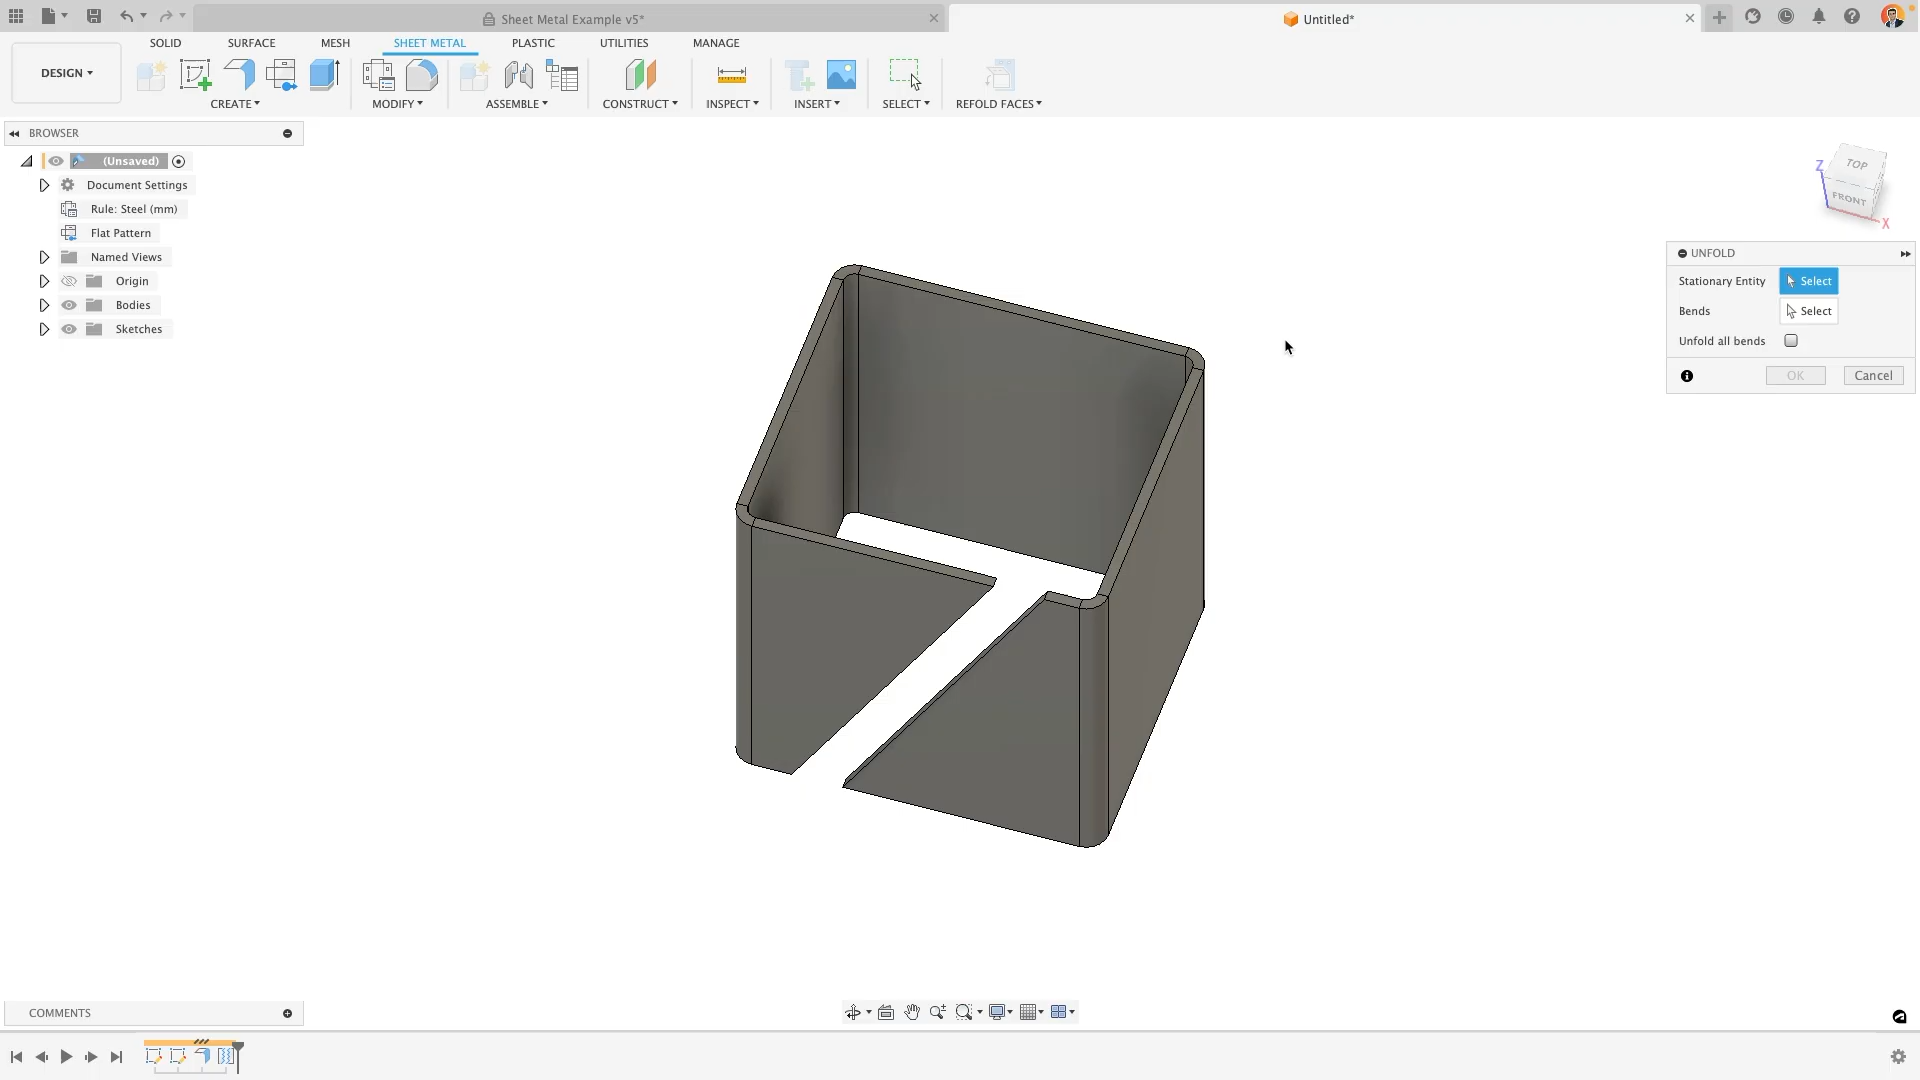 Sheet Metal Example v5*
Untitled*
DESIGN
SOLID
SURFACE
MESH
SHEET METAL
PLASTIC
UTILITIES
MANAGE
CREATE
MODIFY
ASSEMBLE
CONSTRUCT
INSPECT
INSERT
SELECT
REFOLD FACES
BROWSER
(Unsaved)
Document Settings
Rule: Steel (mm)
Flat Pattern
Named Views
Origin
Bodies
Sketches
TOP
Z
FRONT
X
UNFOLD
Stationary Entity
Select
Bends
Select
Unfold all bends
OK
Cancel
COMMENTS